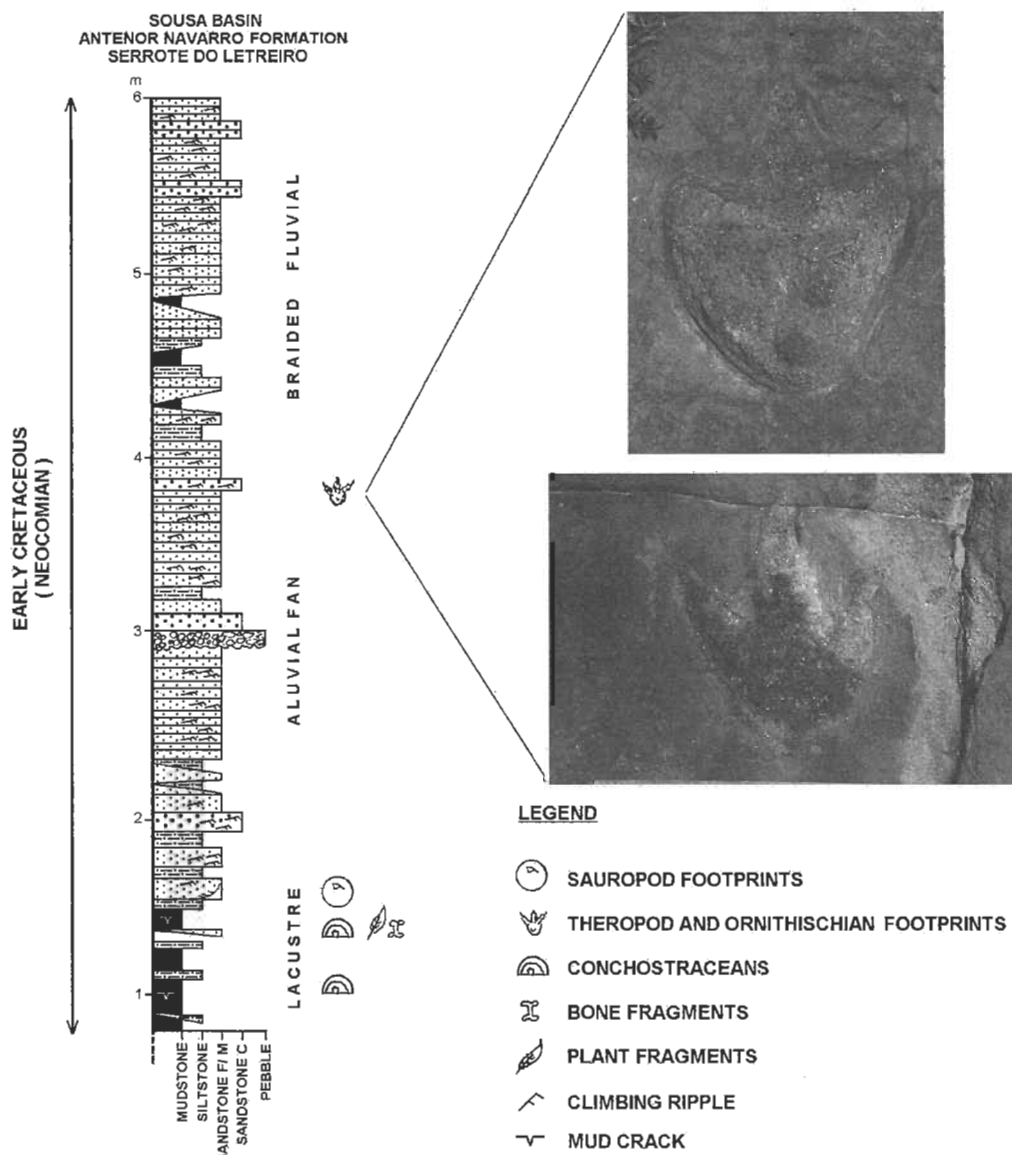 SOUSA BASIN
ANTENOR NAVARRO FORMATION
SERROTE DO LETREIRO
m
6
5
4
3
2
1
EARLY CRETACEOUS
( NEOCOMIAN )
BRAIDED FLUVIAL
ALUVIAL FAN
LACUSTRE
MUDSTONE
SILTSTONE
ANDSTONE F/ M
SANDSTONE C
PEBBLE
LEGEND
SAUROPOD FOOTPRINTS
THEROPOD AND ORNITHISCHIAN FOOTPRINTS
CONCHOSTRACEANS
BONE FRAGMENTS
PLANT FRAGMENTS
CLIMBING RIPPLE
MUD CRACK